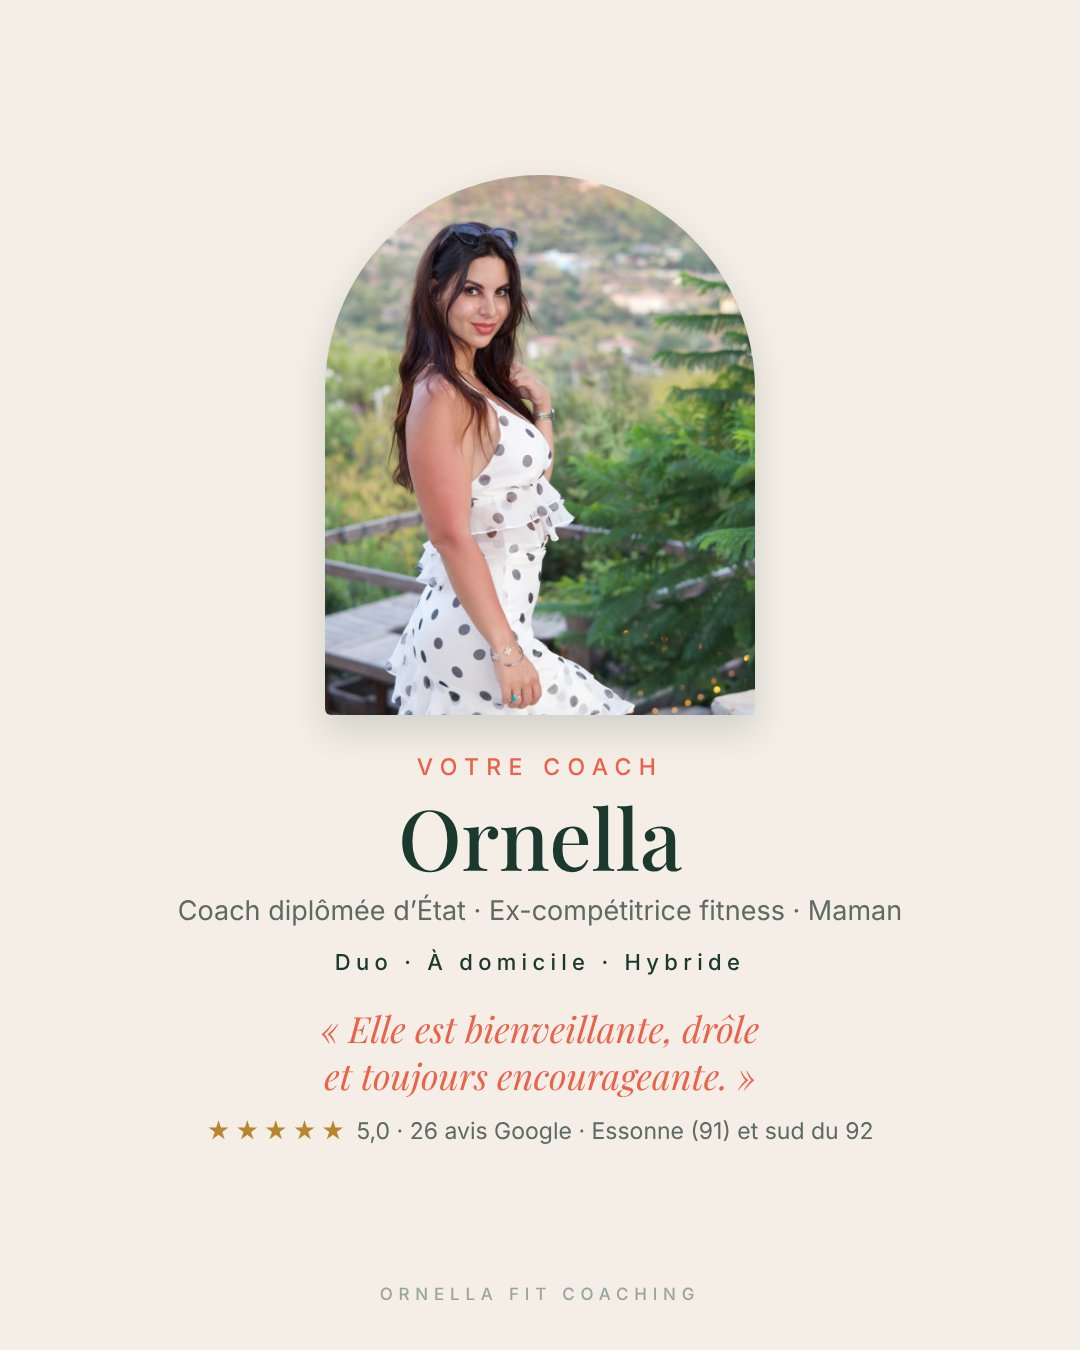 VOTRE COACH
Ornella
Coach diplômée d’État · Ex-compétitrice fitness · Maman
Duo · À domicile · Hybride
« Elle est bienveillante, drôle
et toujours encourageante. »
★★★★★ 5,0 · 26 avis Google · Essonne (91) et sud du 92
ORNELLA FIT COACHING